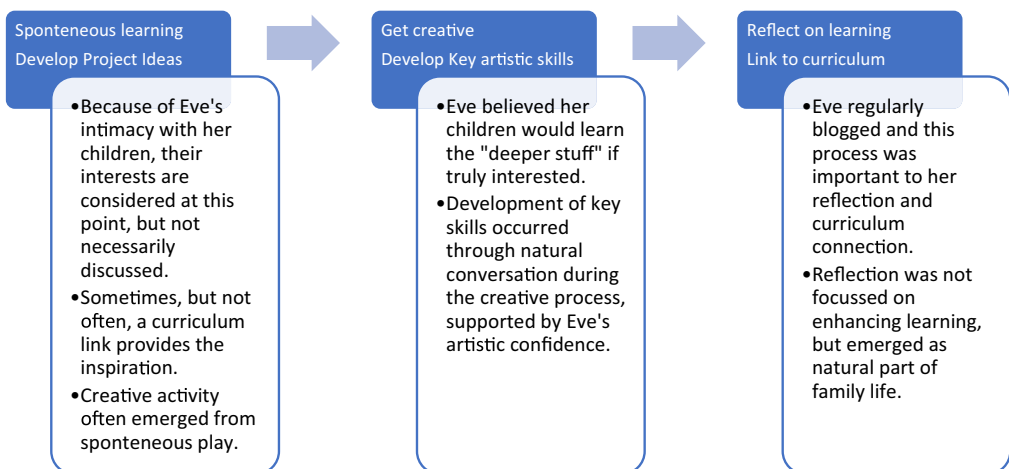 Sponteneous learning
Develop Project Ideas
•Because of Eve's
intimacy with her
children, their
interests are
considered at this
point, but not
necessarily
discussed.
•Sometimes, but not
often, a curriculum
link provides the
inspiration.
•Creative activity
often emerged from
sponteneous play.
Get creative
Develop Key artistic skills
•Eve believed her
children would learn
the "deeper stuff" if
truly interested.
•Development of key
skills occurred
through natural
conversation during
the creative process,
supported by Eve's
artistic confidence.
Reflect on learning
Link to curriculum
•Eve regularly
blogged and this
process was
important to her
reflection and
curriculum
connection.
•Reflection was not
focussed on
enhancing learning,
but emerged as
natural part of
family life.